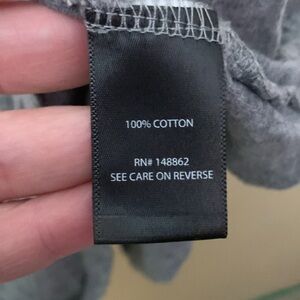 100% COTTON
RN# 148862
SEE CARE ON REVERSE